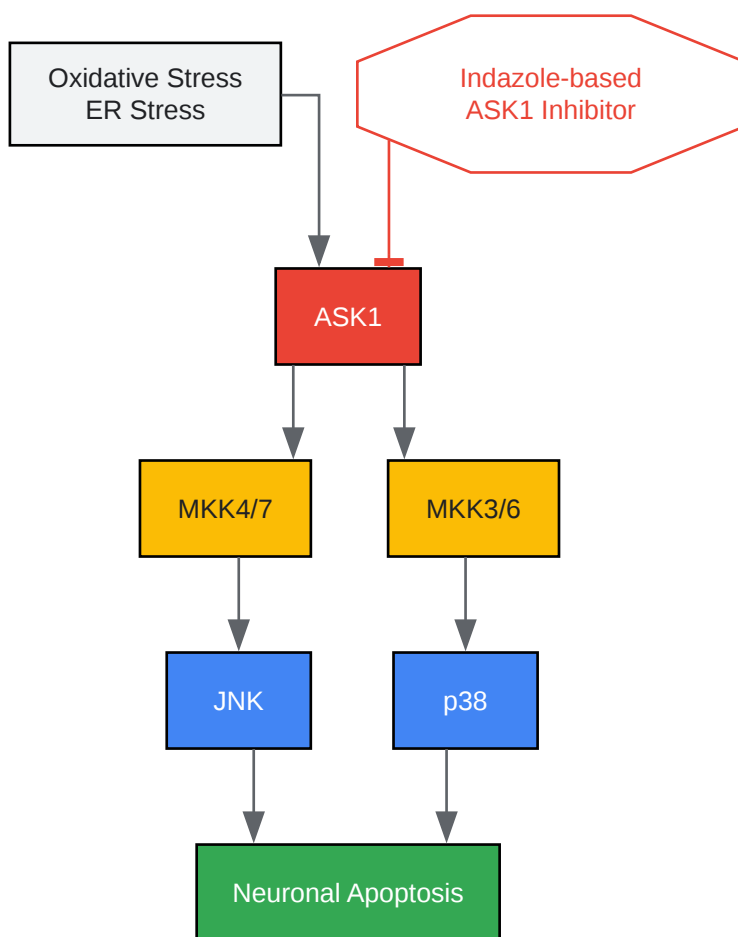 Oxidative Stress
ER Stress
Indazole-based
ASK1 Inhibitor
ASK1
MKK4/7
MKK3/6
JNK
p38
Neuronal Apoptosis